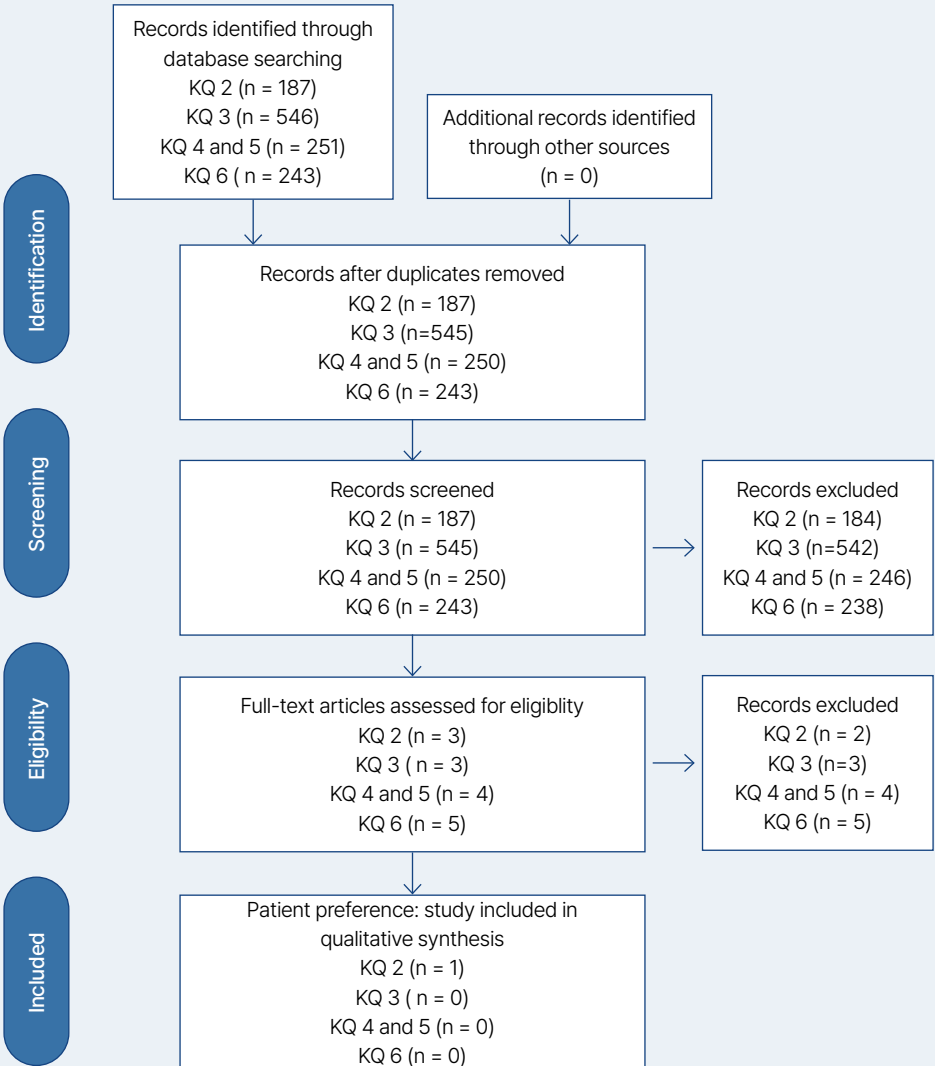 Records identified through
database searching
KQ 2 (n = 187)
KQ 3 (n = 546)
KQ 4 and 5 (n = 251)
KQ 6 ( n = 243)
Additional records identified
through other sources
(n = 0)
Identification
Records after duplicates removed
KQ 2 (n = 187)
KQ 3 (n=545)
KQ 4 and 5 (n = 250)
KQ 6 (n = 243)
Screening
Records screened
KQ 2 (n = 187)
KQ 3 (n = 545)
KQ 4 and 5 (n = 250)
KQ 6 (n = 243)
Records excluded
KQ 2 (n = 184)
KQ 3 (n=542)
KQ 4 and 5 (n = 246)
KQ 6 (n = 238)
Eligibility
Full-text articles assessed for eligiblity
KQ 2 (n = 3)
KQ 3 ( n = 3)
KQ 4 and 5 (n = 4)
KQ 6 (n = 5)
Records excluded
KQ 2 (n = 2)
KQ 3 (n=3)
KQ 4 and 5 (n = 4)
KQ 6 (n = 5)
Included
Patient preference: study included in
qualitative synthesis
KQ 2 (n = 1)
KQ 3 ( n = 0)
KQ 4 and 5 (n = 0)
KQ 6 (n = 0)